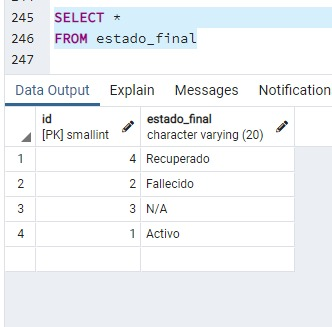 245 SELECT *
246 FROM estado_final
247
Data Output Explain Messages Notification
id estado_final
[PK] smallint character varying (20)
1 4 Recuperado
2 2 Fallecido
3 3 N/A
4 1 Activo